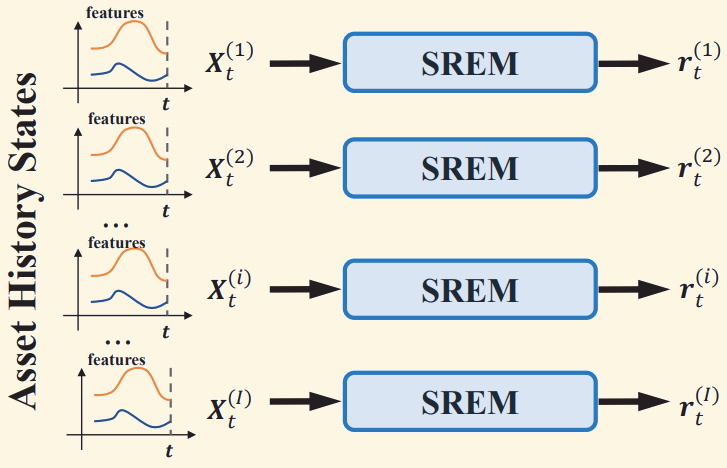 Asset History States
features
t
X_t^{(1)}
SREM
r_t^{(1)}
features
t
X_t^{(2)}
SREM
r_t^{(2)}
...
features
t
X_t^{(i)}
SREM
r_t^{(i)}
...
features
t
X_t^{(I)}
SREM
r_t^{(I)}